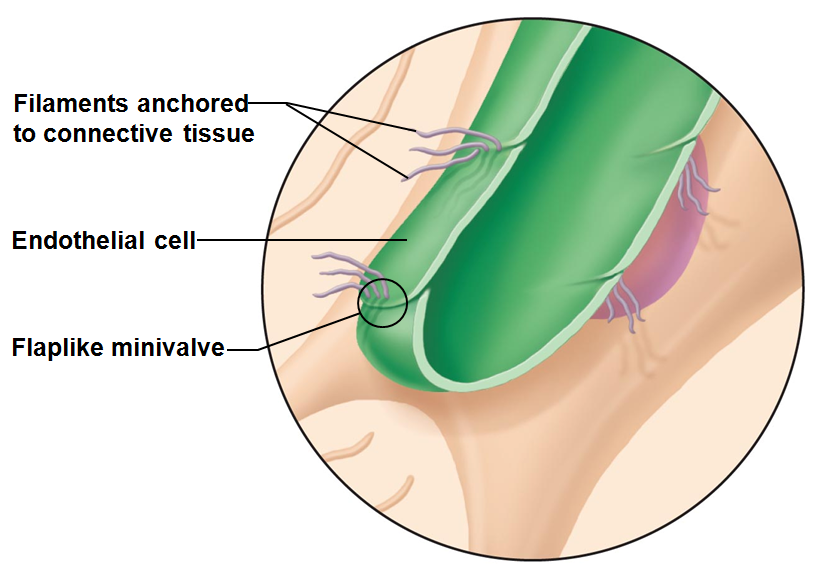 Filaments anchored
to connective tissue
Endothelial cell
Flaplike minivalve